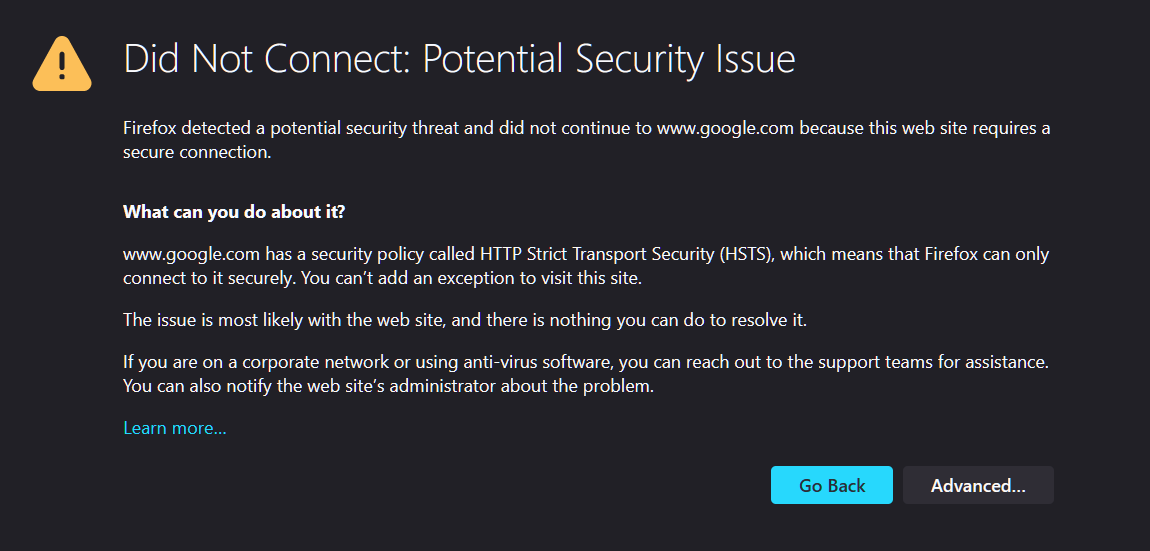 Did Not Connect: Potential Security Issue
Firefox detected a potential security threat and did not continue to www.google.com because this web site requires a
secure connection.
What can you do about it?
www.google.com has a security policy called HTTP Strict Transport Security (HSTS), which means that Firefox can only
connect to it securely. You can’t add an exception to visit this site.
The issue is most likely with the web site, and there is nothing you can do to resolve it.
If you are on a corporate network or using anti-virus software, you can reach out to the support teams for assistance.
You can also notify the web site’s administrator about the problem.
Learn more…
Go Back
Advanced…